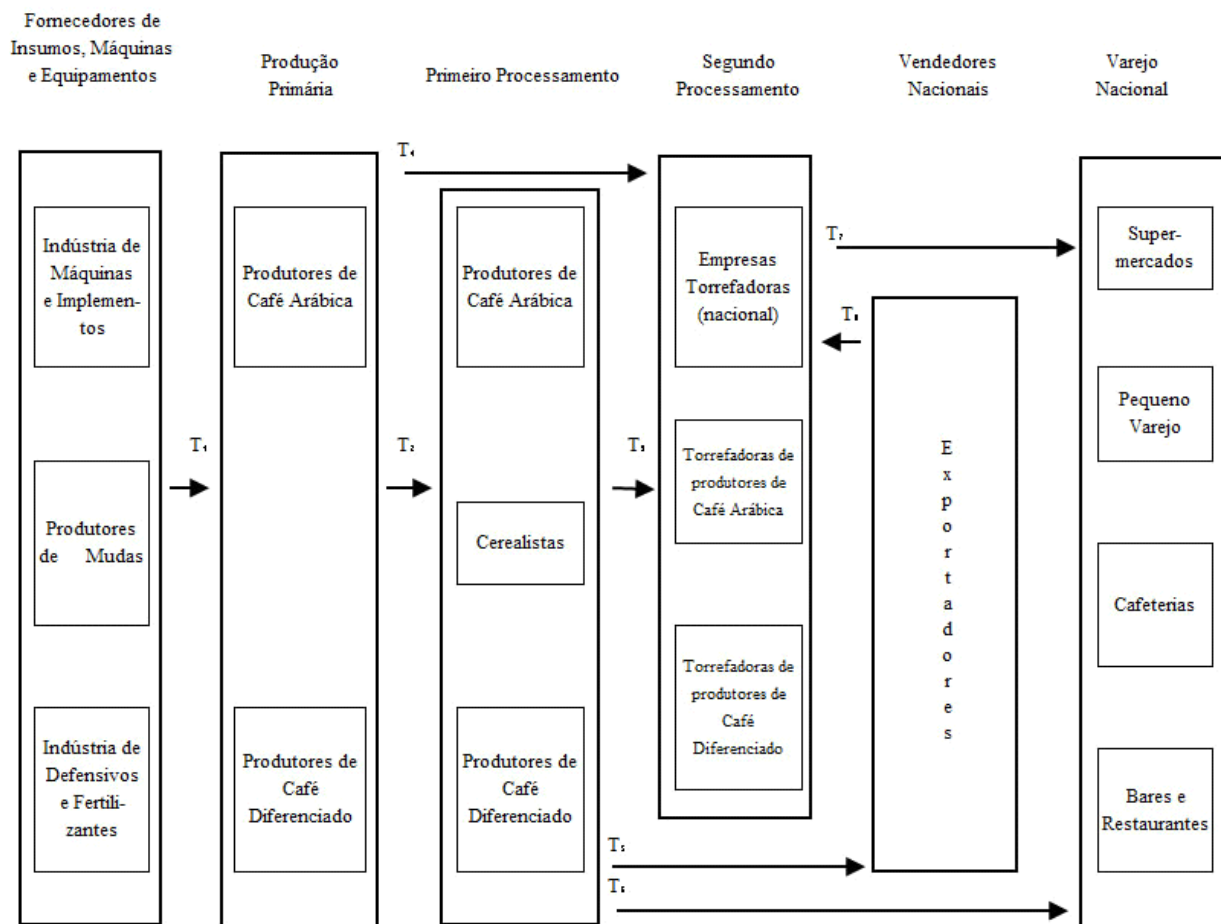 Fornecedores de
Insumos, Máquinas
e Equipamentos
Produção
Primária
Primeiro Processamento
Segundo
Processamento
Vendedores
Nacionais
Varejo
Nacional
Indústria de
Máquinas
e Implemen-
tos
Produtores
de Mudas
Indústria de
Defensivos
e Fertili-
zantes
T₁
Produtores de
Café Arábica
Produtores de
Café
Diferenciado
T₄
T₂
Produtores de
Café Arábica
Cerealistas
Produtores de
Café
Diferenciado
T₃
T₅
Empresas
Torrefadoras
(nacional)
Torrefadoras de
produtores de
Café Arábica
Torrefadoras de
produtores de
Café
Diferenciado
T₇
E
x
p
o
r
t
a
d
o
r
e
s
Super-
mercados
Pequeno
Varejo
Cafeterias
Bares e
Restaurantes